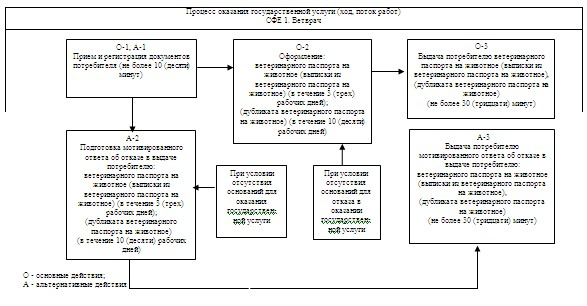 Процесс оказания государственной услуги (ход, поток работ)
СФЕ 1. Ветврач
О-1, А-1
Прием и регистрация документов
потребителя (не более 10 (десяти)
минут)
О-2
Оформление:
ветеринарного паспорта на
животное (выписки из
ветеринарного паспорта на
животное) (в течение 3 (трех)
рабочих дней);
(дубликата ветеринарного паспорта
на животное) (в течение 10 (десяти)
рабочих дней)
О-3
Выдача потребителю ветеринарного
паспорта на животное (выписки из
ветеринарного паспорта на животное),
(дубликата ветеринарного паспорта на
животное)
(не более 30 (тридцати) минут)
А-2
Подготовка мотивированного
ответа об отказе в выдаче
потребителю:
ветеринарного паспорта на
животное (выписки из
ветеринарного паспорта на
животное) (в течение 3 (трех)
рабочих дней);
(дубликата ветеринарного
паспорта на животное)
(в течение 10 (десяти) рабочих
дней)
При условии
отсутствия
оснований для
оказания
государствен-
ной услуги
При условии
отсутствия
оснований для
отказа в
оказании
государствен-
ной услуги
А-3
Выдача потребителю
мотивированного ответа об отказе в
выдаче потребителю:
ветеринарного паспорта на животное
(выписки из ветеринарного паспорта
на животное),
(дубликата ветеринарного паспорта
на животное)
(не более 30 (тридцати) минут)
О - основные действия;
А - альтернативные действия